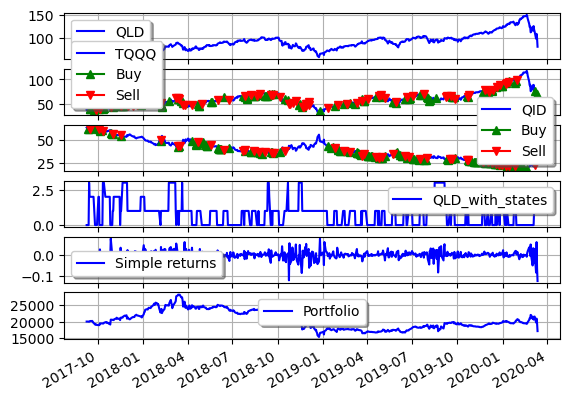 150
100
QLD
TQQQ
Buy
Sell
100
50
QID
Buy
Sell
50
25
2.5
0.0
QLD_with_states
0.0
−0.1
Simple returns
25000
20000
15000
Portfolio
2017-10
2018-01
2018-04
2018-07
2018-10
2019-01
2019-04
2019-07
2019-10
2020-01
2020-04